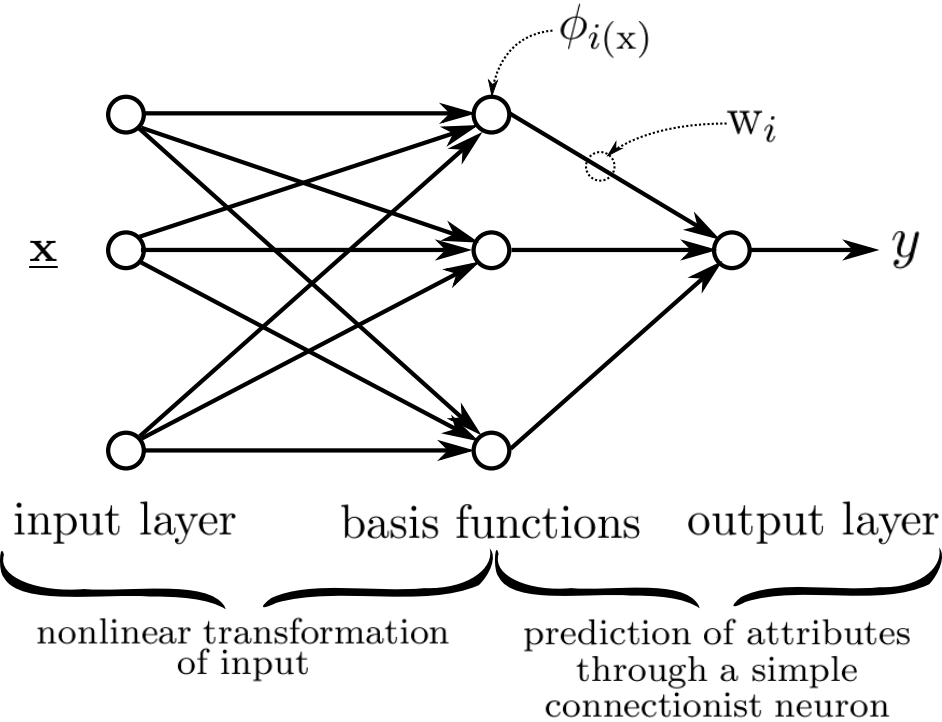 ϕi(x)
wi
x
y
input layer
basis functions
output layer
nonlinear transformation
of input
prediction of attributes
through a simple
connectionist neuron